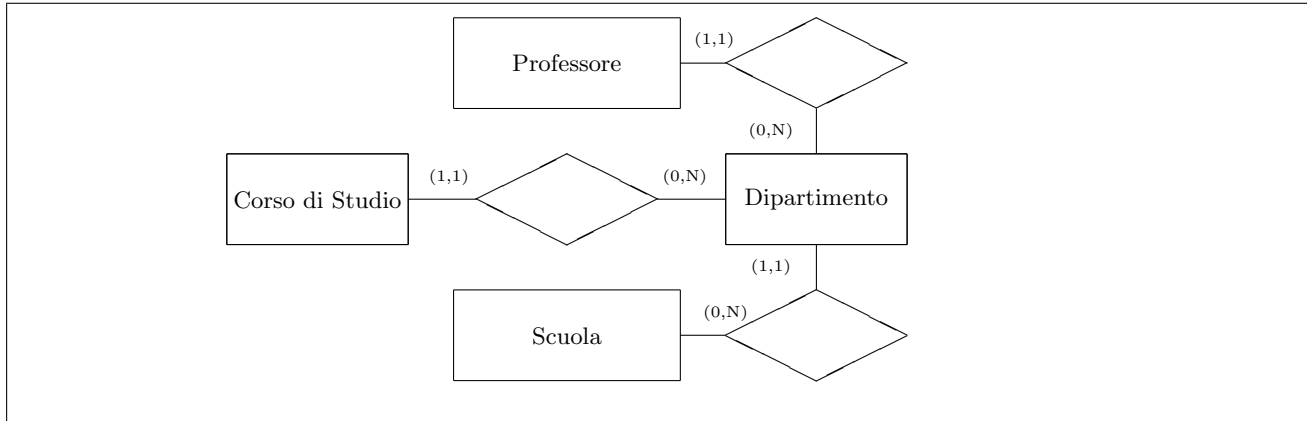 (1,1)
Professore
(0,N)
(1,1)
(0,N)
Corso di Studio
Dipartimento
(1,1)
(0,N)
Scuola